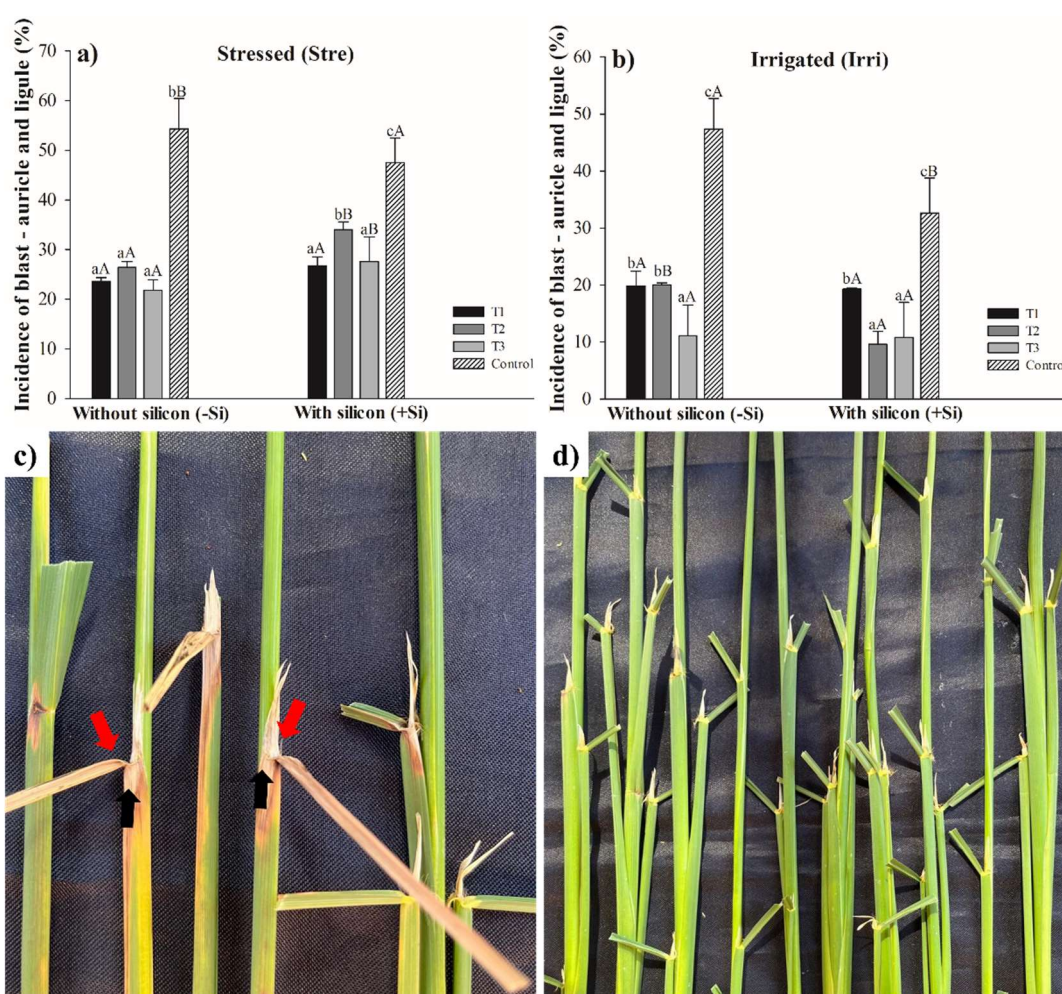 a)
Stressed (Stre)
Incidence of blast - auricle and ligule (%)
70
60
50
40
30
20
10
0
aA
aA
aA
bB
aA
bB
aB
cA
T1
T2
T3
Control
Without silicon (-Si)
With silicon (+Si)
b)
Irrigated (Irri)
Incidence of blast - auricle and ligule (%)
60
50
40
30
20
10
0
bA
bB
aA
cA
bA
aA
aA
cB
T1
T2
T3
Control
Without silicon (-Si)
With silicon (+Si)
c)
d)